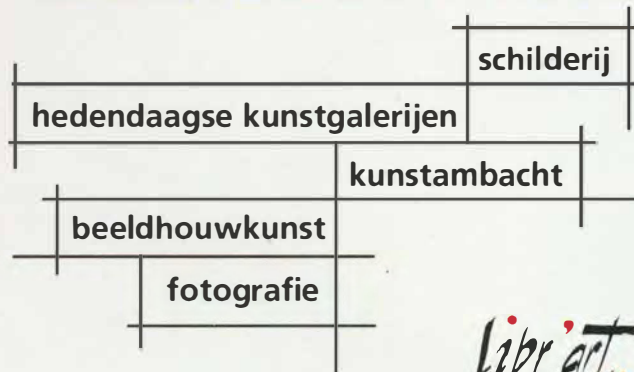 schilderij
hedendaagse kunstgalerijen
kunstambacht
beeldhouwkunst
fotografie
Libr'art